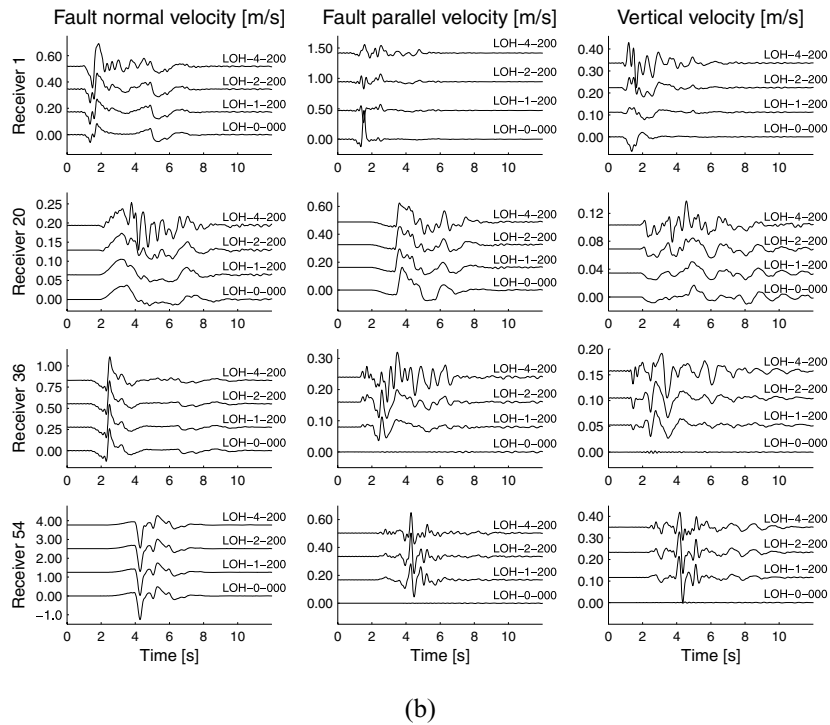 Fault normal velocity [m/s] Fault parallel velocity [m/s] Vertical velocity [m/s]
Receiver 1
0.60
0.40
0.20
0.00
LOH−4−200
LOH−2−200
LOH−1−200
LOH−0−000
0 2 4 6 8 10
1.50
1.00
0.50
0.00
LOH−4−200
LOH−2−200
LOH−1−200
LOH−0−000
0 2 4 6 8 10
0.40
0.30
0.20
0.10
0.00
LOH−4−200
LOH−2−200
LOH−1−200
LOH−0−000
0 2 4 6 8 10
Receiver 20
0.25
0.20
0.15
0.10
0.05
0.00
LOH−4−200
LOH−2−200
LOH−1−200
LOH−0−000
0 2 4 6 8 10
0.60
0.40
0.20
0.00
LOH−4−200
LOH−2−200
LOH−1−200
LOH−0−000
0 2 4 6 8 10
0.12
0.08
0.04
0.00
LOH−4−200
LOH−2−200
LOH−1−200
LOH−0−000
0 2 4 6 8 10
Receiver 36
1.00
0.75
0.50
0.25
0.00
LOH−4−200
LOH−2−200
LOH−1−200
LOH−0−000
0 2 4 6 8 10
0.30
0.20
0.10
0.00
LOH−4−200
LOH−2−200
LOH−1−200
LOH−0−000
0 2 4 6 8 10
0.20
0.15
0.10
0.05
0.00
LOH−4−200
LOH−2−200
LOH−1−200
LOH−0−000
0 2 4 6 8 10
Receiver 54
4.00
3.00
2.00
1.00
0.00
−1.0
LOH−4−200
LOH−2−200
LOH−1−200
LOH−0−000
0 2 4 6 8 10
Time [s]
0.60
0.40
0.20
0.00
LOH−4−200
LOH−2−200
LOH−1−200
LOH−0−000
0 2 4 6 8 10
Time [s]
0.40
0.30
0.20
0.10
0.00
LOH−4−200
LOH−2−200
LOH−1−200
LOH−0−000
0 2 4 6 8 10
Time [s]
(b)